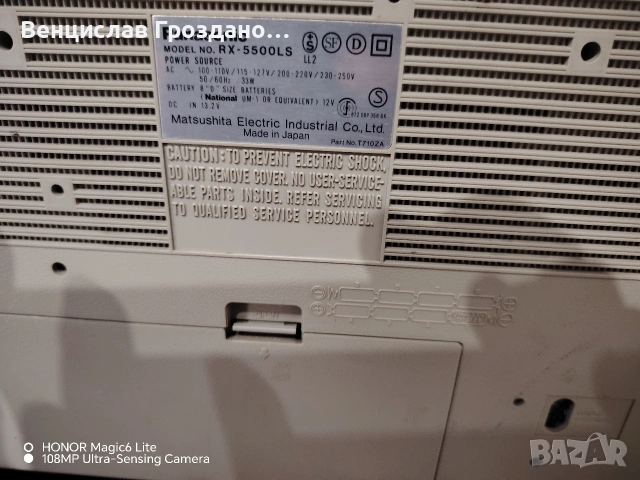 Венцислав Гроздано...
MODEL NO. RX-5500LS
POWER SOURCE
AC ~ 100-110V/115-127V/200-220V/230-250V
50/60Hz 33W
BATTERY 8"D" SIZE BATTERIES
(National UM-1 OR EQUIVALENT) 12V
DC IN 13.2V
LL2
Matsushita Electric Industrial Co., Ltd.
Made in Japan
Part No.T710ZA
CAUTION: TO PREVENT ELECTRIC SHOCK,
DO NOT REMOVE COVER. NO USER-SERVICE-
ABLE PARTS INSIDE. REFER SERVICING
TO QUALIFIED SERVICE PERSONNEL.
HONOR Magic6 Lite
108MP Ultra-Sensing Camera
BAZAR